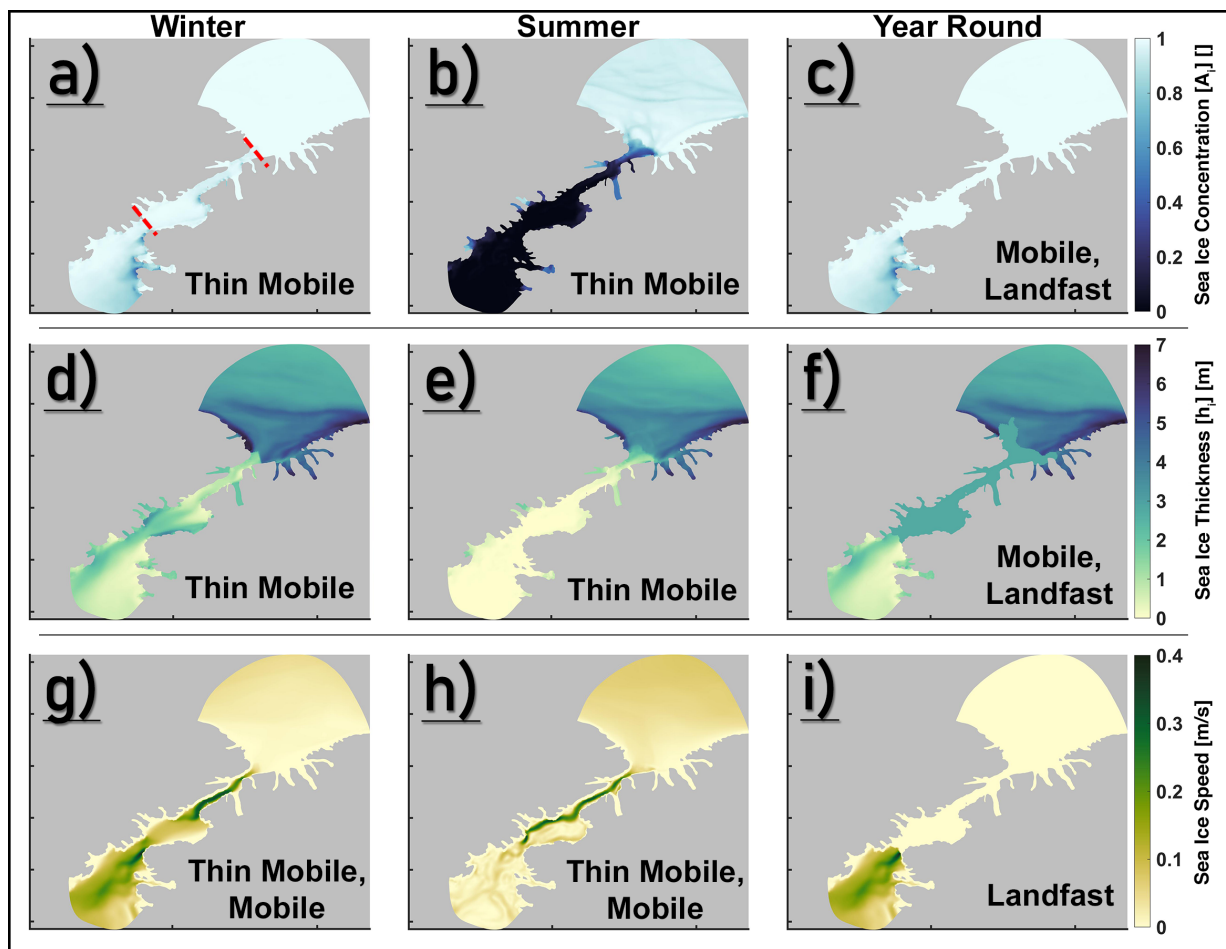 Winter
Summer
Year Round
a)
b)
c)
Thin Mobile
Thin Mobile
Mobile,
Landfast
1
0.8
0.6
0.4
0.2
0
Sea Ice Concentration [Ai] []
d)
e)
f)
Thin Mobile
Thin Mobile
Mobile,
Landfast
7
6
5
4
3
2
1
0
Sea Ice Thickness [hi] [m]
g)
h)
i)
Thin Mobile,
Mobile
Thin Mobile,
Mobile
Landfast
0.4
0.3
0.2
0.1
0
Sea Ice Speed [m/s]